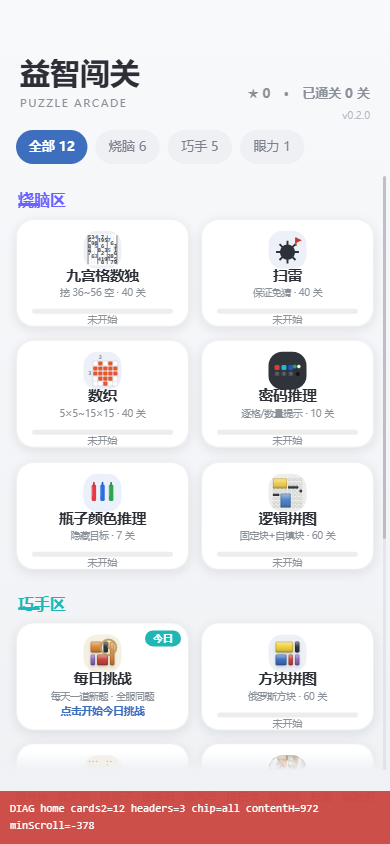 益智闯关
PUZZLE ARCADE
★ 0 • 已通关 0 关
v0.2.0
全部 12
烧脑 6
巧手 5
眼力 1
烧脑区
九宫格数独
挖 36~56 空 · 40 关
未开始
扫雷
保证免猜 · 40 关
未开始
数织
5×5~15×15 · 40 关
未开始
密码推理
逐格/数量提示 · 10 关
未开始
瓶子颜色推理
隐藏目标 · 7 关
未开始
逻辑拼图
固定块+自填块 · 60 关
未开始
巧手区
今日
每日挑战
每天一道新题 · 全服同题
点击开始今日挑战
方块拼图
俄罗斯方块 · 60 关
未开始
DIAG home cards2=12 headers=3 chip=all contentH=972
minScroll=-378